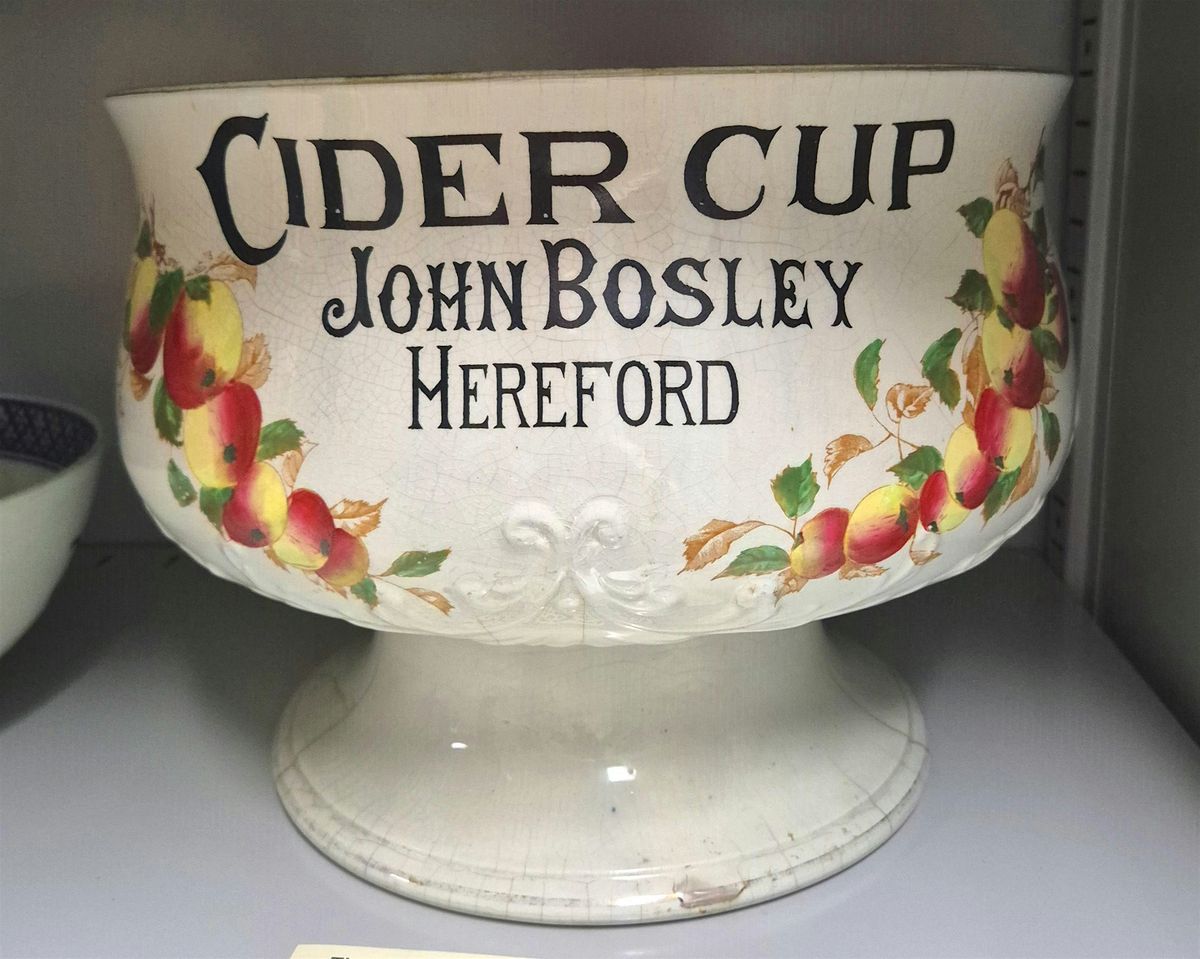 CIDER CUP
JOHN BOSLEY
HEREFORD